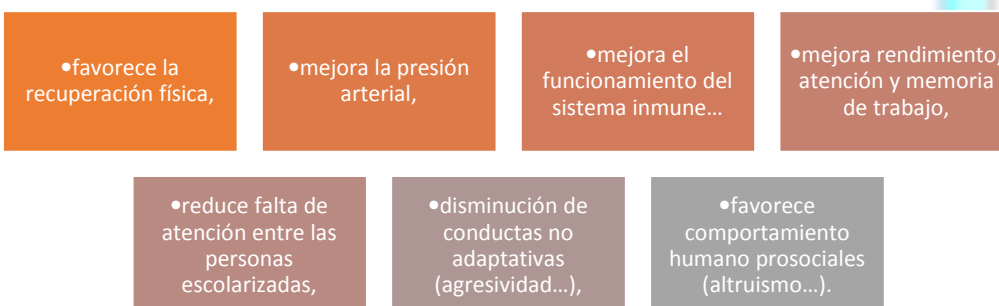 •favorece la
recuperación física,
•mejora la presión
arterial,
•mejora el
funcionamiento del
sistema inmune…
•mejora rendimiento,
atención y memoria
de trabajo,
•reduce falta de
atención entre las
personas
escolarizadas,
•disminución de
conductas no
adaptativas
(agresividad…),
•favorece
comportamiento
humano prosociales
(altruismo…).